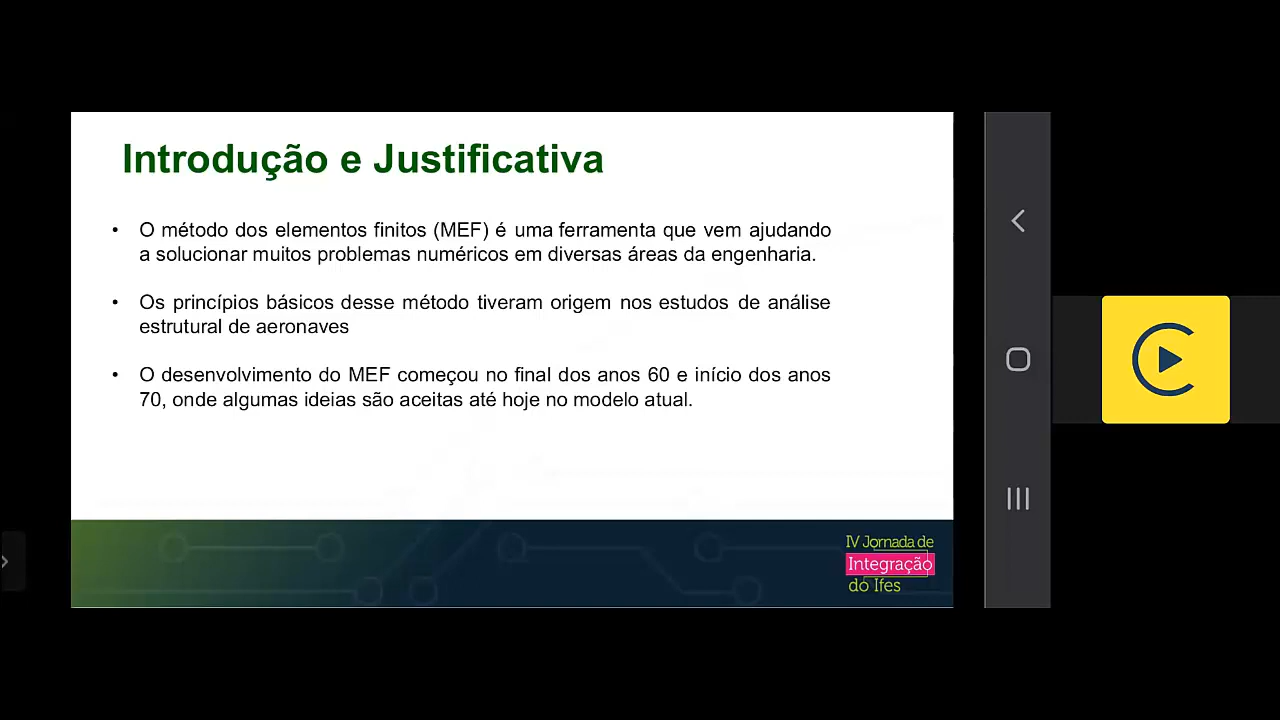 Introdução e Justificativa
• O método dos elementos finitos (MEF) é uma ferramenta que vem ajudando
a solucionar muitos problemas numéricos em diversas áreas da engenharia.
• Os princípios básicos desse método tiveram origem nos estudos de análise
estrutural de aeronaves
• O desenvolvimento do MEF começou no final dos anos 60 e início dos anos
70, onde algumas ideias são aceitas até hoje no modelo atual.
IV Jornada de
Integração
do Ifes